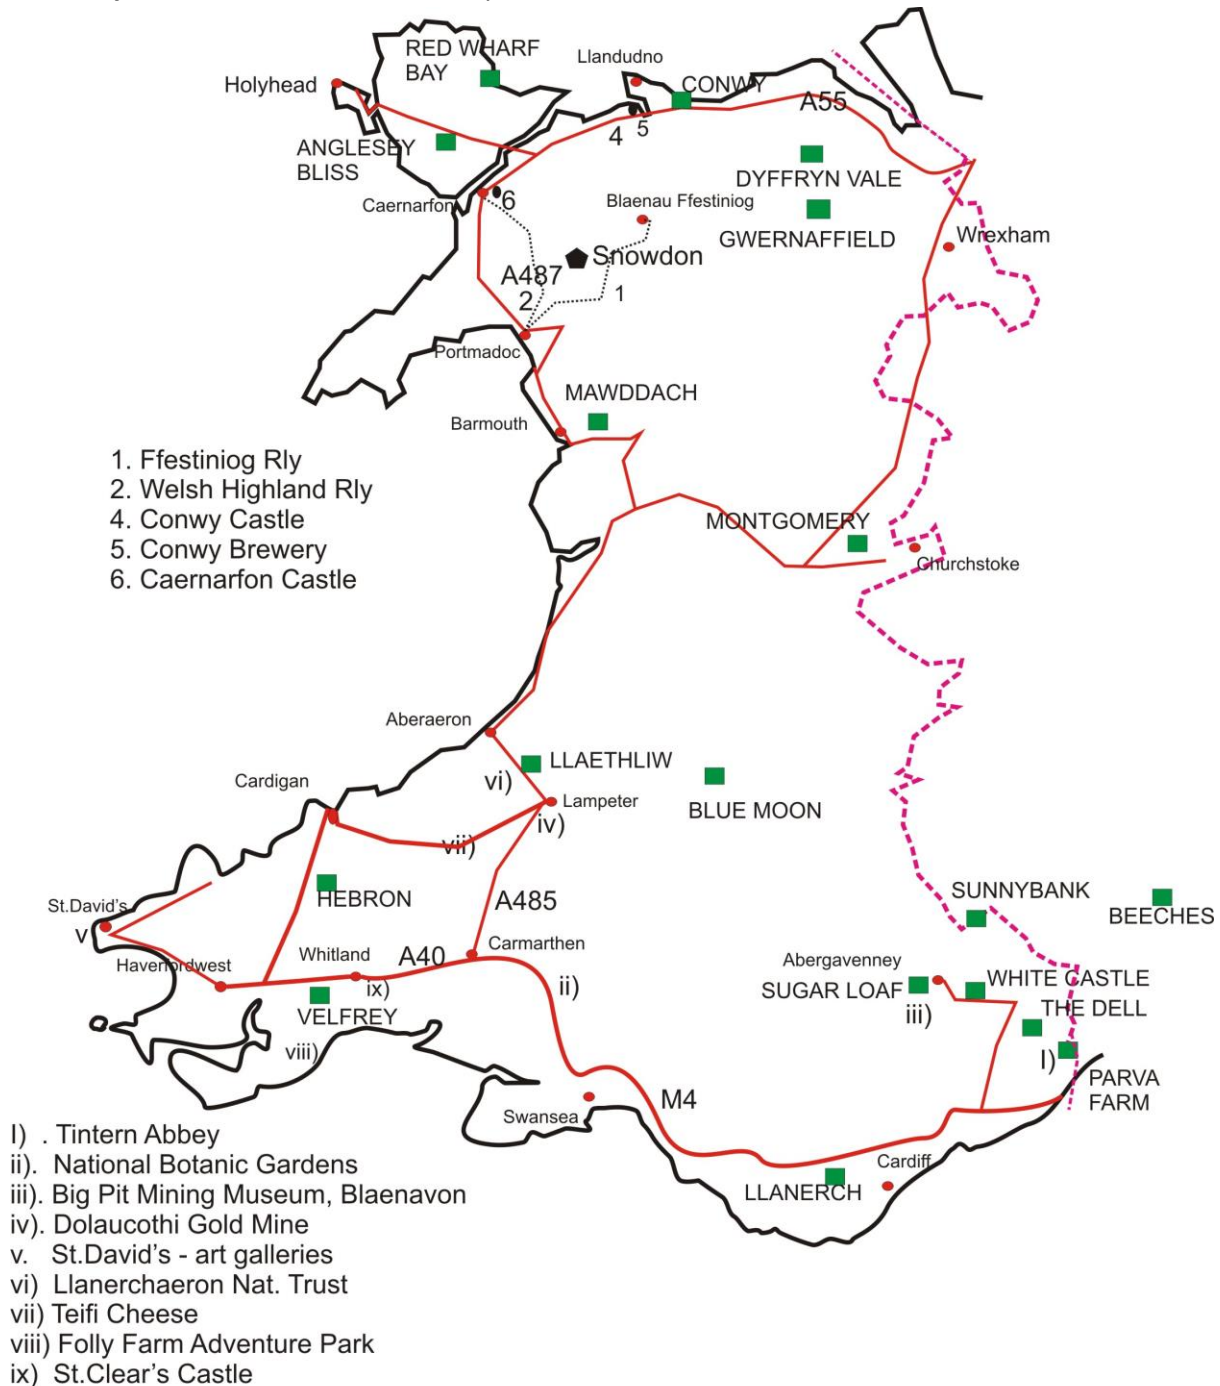 RED WHARF
BAY
Llandudno
Holyhead
CONWY
A55
4
5
ANGLESEY
BLISS
DYFFRYN VALE
Caernarfon
6
Blaenau Ffestiniog
GWERNAFFIELD
Wrexham
Snowdon
A487
2
1
Portmadoc
MAWDDACH
Barmouth
1. Ffestiniog Rly
2. Welsh Highland Rly
4. Conwy Castle
5. Conwy Brewery
6. Caernarfon Castle
MONTGOMERY
Churchstoke
Aberaeron
LLAETHLIW
vi)
Cardigan
Lampeter
BLUE MOON
iv)
vii)
HEBRON
A485
SUNNYBANK
BEECHES
St.David's
v
Whitland
A40
Carmarthen
Haverfordwest
ix)
ii)
Abergavenny
WHITE CASTLE
SUGAR LOAF
iii)
THE DELL
VELFREY
viii)
I)
PARVA
FARM
M4
Swansea
Cardiff
LLANERCH
I) . Tintern Abbey
ii). National Botanic Gardens
iii). Big Pit Mining Museum, Blaenavon
iv). Dolaucothi Gold Mine
v. St.David's - art galleries
vi) Llanerchaeron Nat. Trust
vii) Teifi Cheese
viii) Folly Farm Adventure Park
ix) St.Clear's Castle